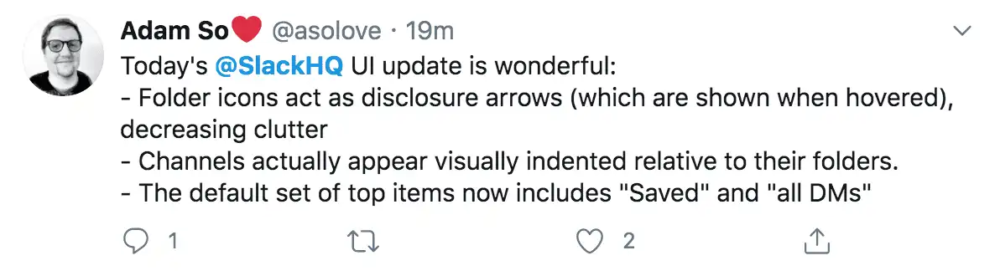 Adam So❤️ @asolove · 19m
Today's @SlackHQ UI update is wonderful:
- Folder icons act as disclosure arrows (which are shown when hovered),
decreasing clutter
- Channels actually appear visually indented relative to their folders.
- The default set of top items now includes "Saved" and "all DMs"
1 2